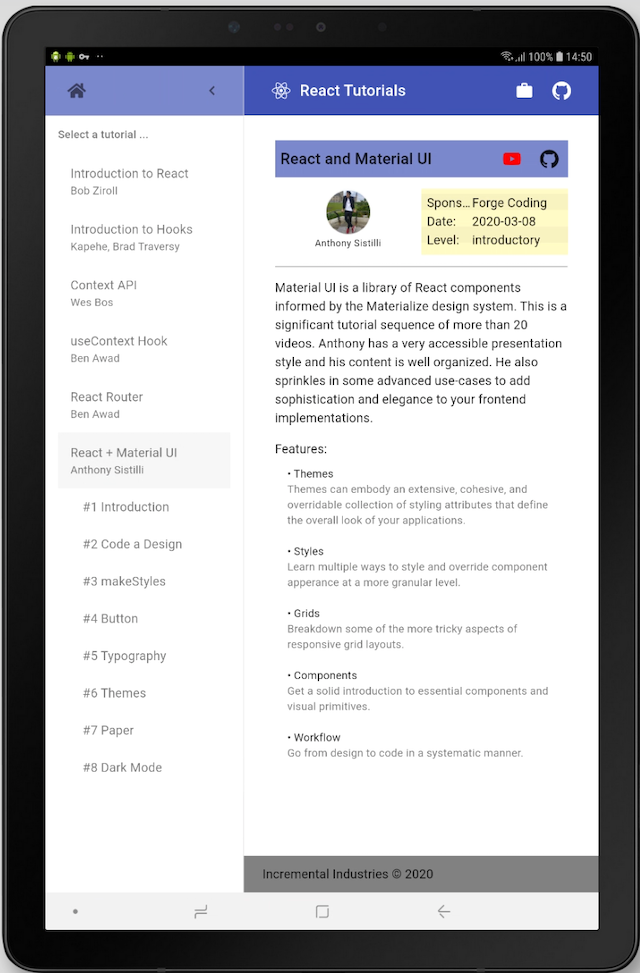 100% 14:50
React Tutorials
Select a tutorial ...
Introduction to React
Bob Ziroll
Introduction to Hooks
Kapehe, Brad Traversy
Context API
Wes Bos
useContext Hook
Ben Awad
React Router
Ben Awad
React + Material UI
Anthony Sistilli
#1 Introduction
#2 Code a Design
#3 makeStyles
#4 Button
#5 Typography
#6 Themes
#7 Paper
#8 Dark Mode
React and Material UI
Anthony Sistilli
Spons... Forge Coding
Date: 2020-03-08
Level: introductory
Material UI is a library of React components
informed by the Materialize design system. This is a
significant tutorial sequence of more than 20
videos. Anthony has a very accessible presentation
style and his content is well organized. He also
sprinkles in some advanced use-cases to add
sophistication and elegance to your frontend
implementations.
Features:
• Themes
Themes can embody an extensive, cohesive, and
overridable collection of styling attributes that define
the overall look of your applications.
• Styles
Learn multiple ways to style and override component
apperance at a more granular level.
• Grids
Breakdown some of the more tricky aspects of
responsive grid layouts.
• Components
Get a solid introduction to essential components and
visual primitives.
• Workflow
Go from design to code in a systematic manner.
Incremental Industries © 2020